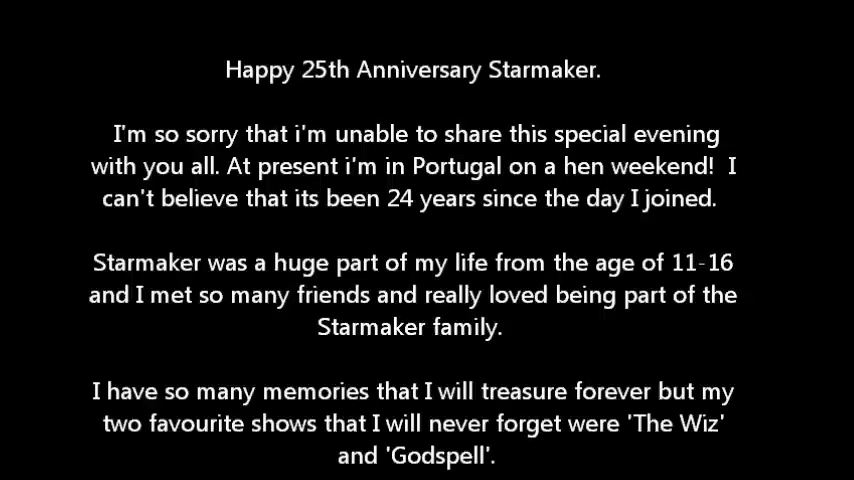 Happy 25th Anniversary Starmaker.
I'm so sorry that i'm unable to share this special evening
with you all. At present i'm in Portugal on a hen weekend!  I
can't believe that its been 24 years since the day I joined.
Starmaker was a huge part of my life from the age of 11-16
and I met so many friends and really loved being part of the
Starmaker family.
I have so many memories that I will treasure forever but my
two favourite shows that I will never forget were 'The Wiz'
and 'Godspell'.